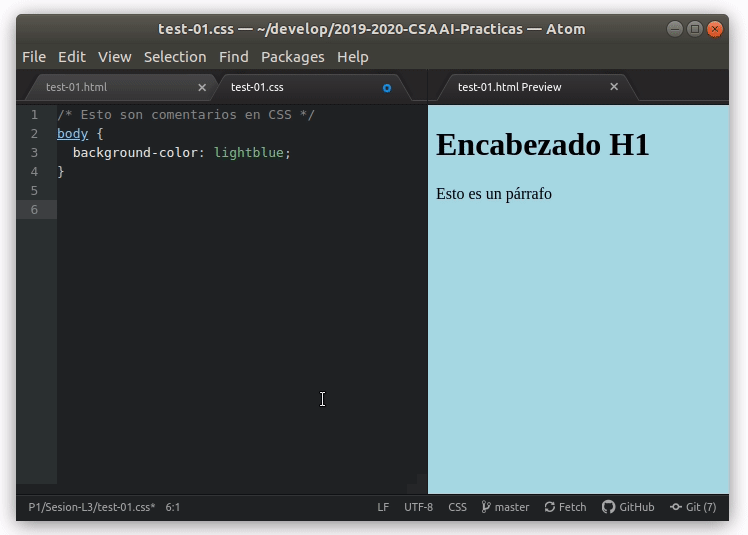 test-01.css — ~/develop/2019-2020-CSAAI-Practicas — Atom
File Edit View Selection Find Packages Help
test-01.html test-01.css test-01.html Preview
1 /* Esto son comentarios en CSS */
2 body {
3 background-color: lightblue;
4 }
5
6
Encabezado H1
Esto es un párrafo
P1/Sesion-L3/test-01.css* 6:1 LF UTF-8 CSS master Fetch GitHub Git (7)